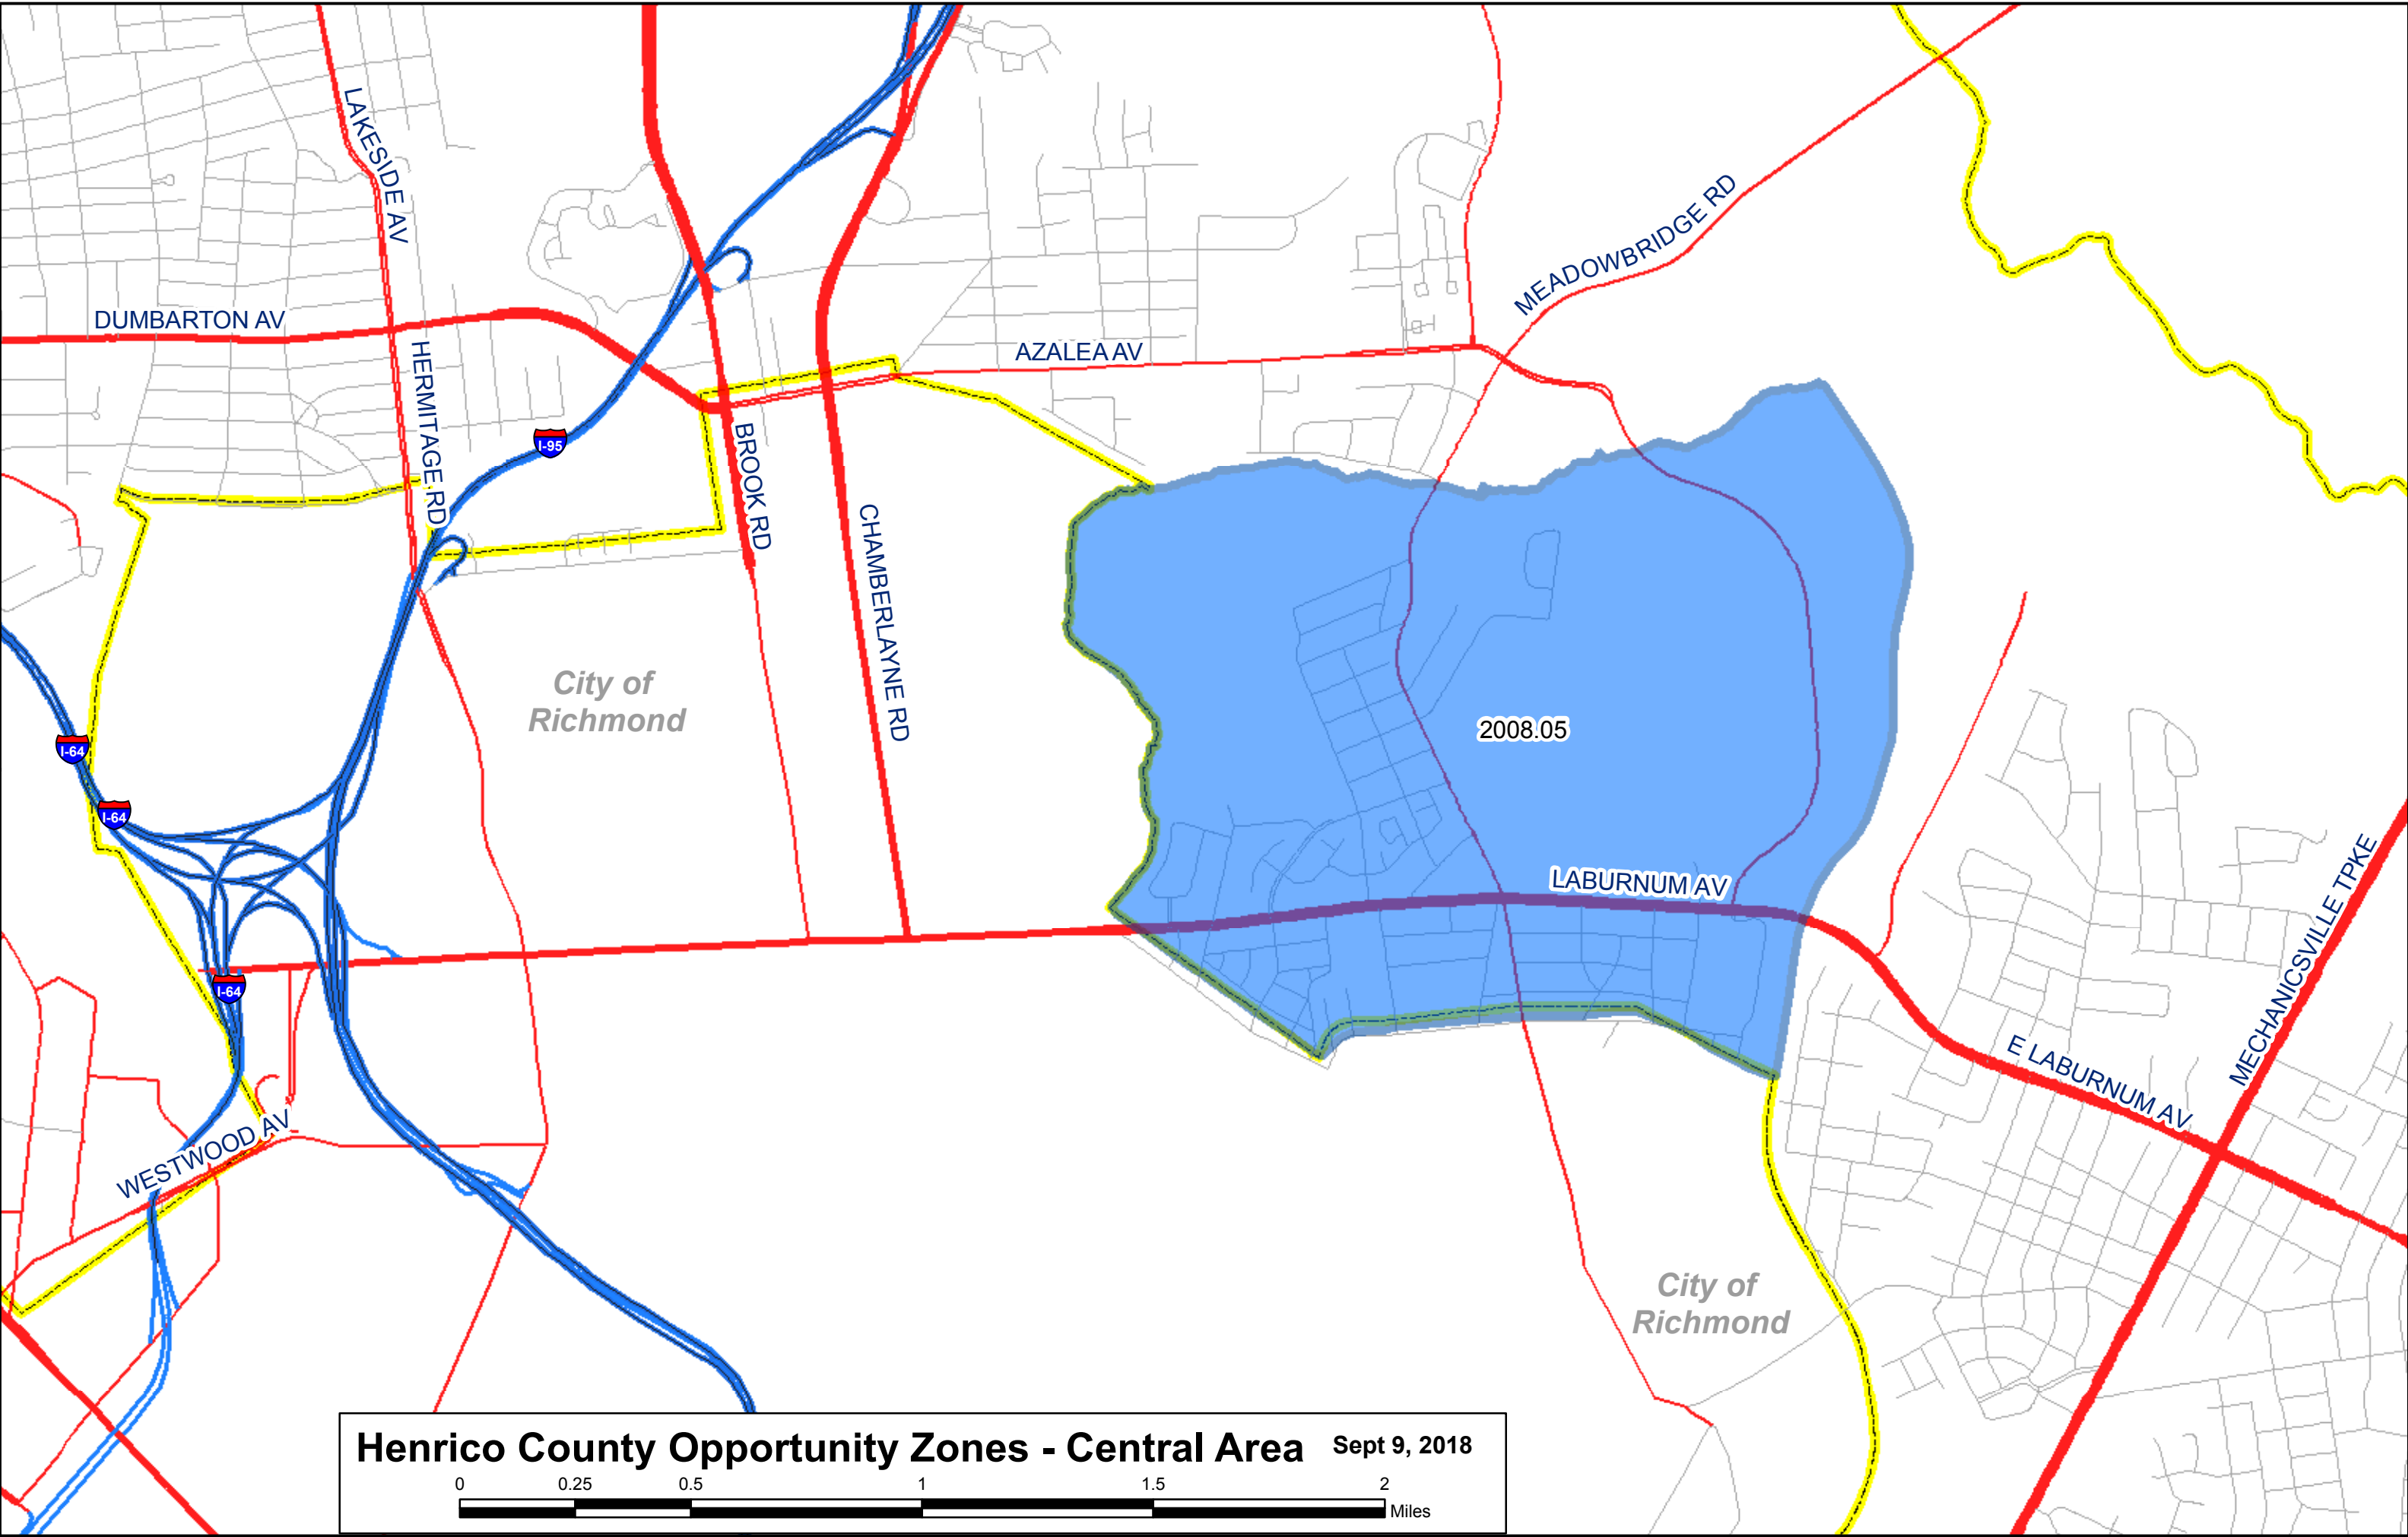 LAKESIDE AV
MEADOWBRIDGE RD
DUMBARTON AV
AZALEA AV
HERMITAGE RD
I-95
BROOK RD
CHAMBERLAYNE RD
City of
Richmond
2008.05
I-64
I-64
LABURNUM AV
MECHANICSVILLE TPKE
I-64
E LABURNUM AV
WESTWOOD AV
City of
Richmond
Henrico County Opportunity Zones - Central Area Sept 9, 2018
0 0.25 0.5 1 1.5 2
Miles